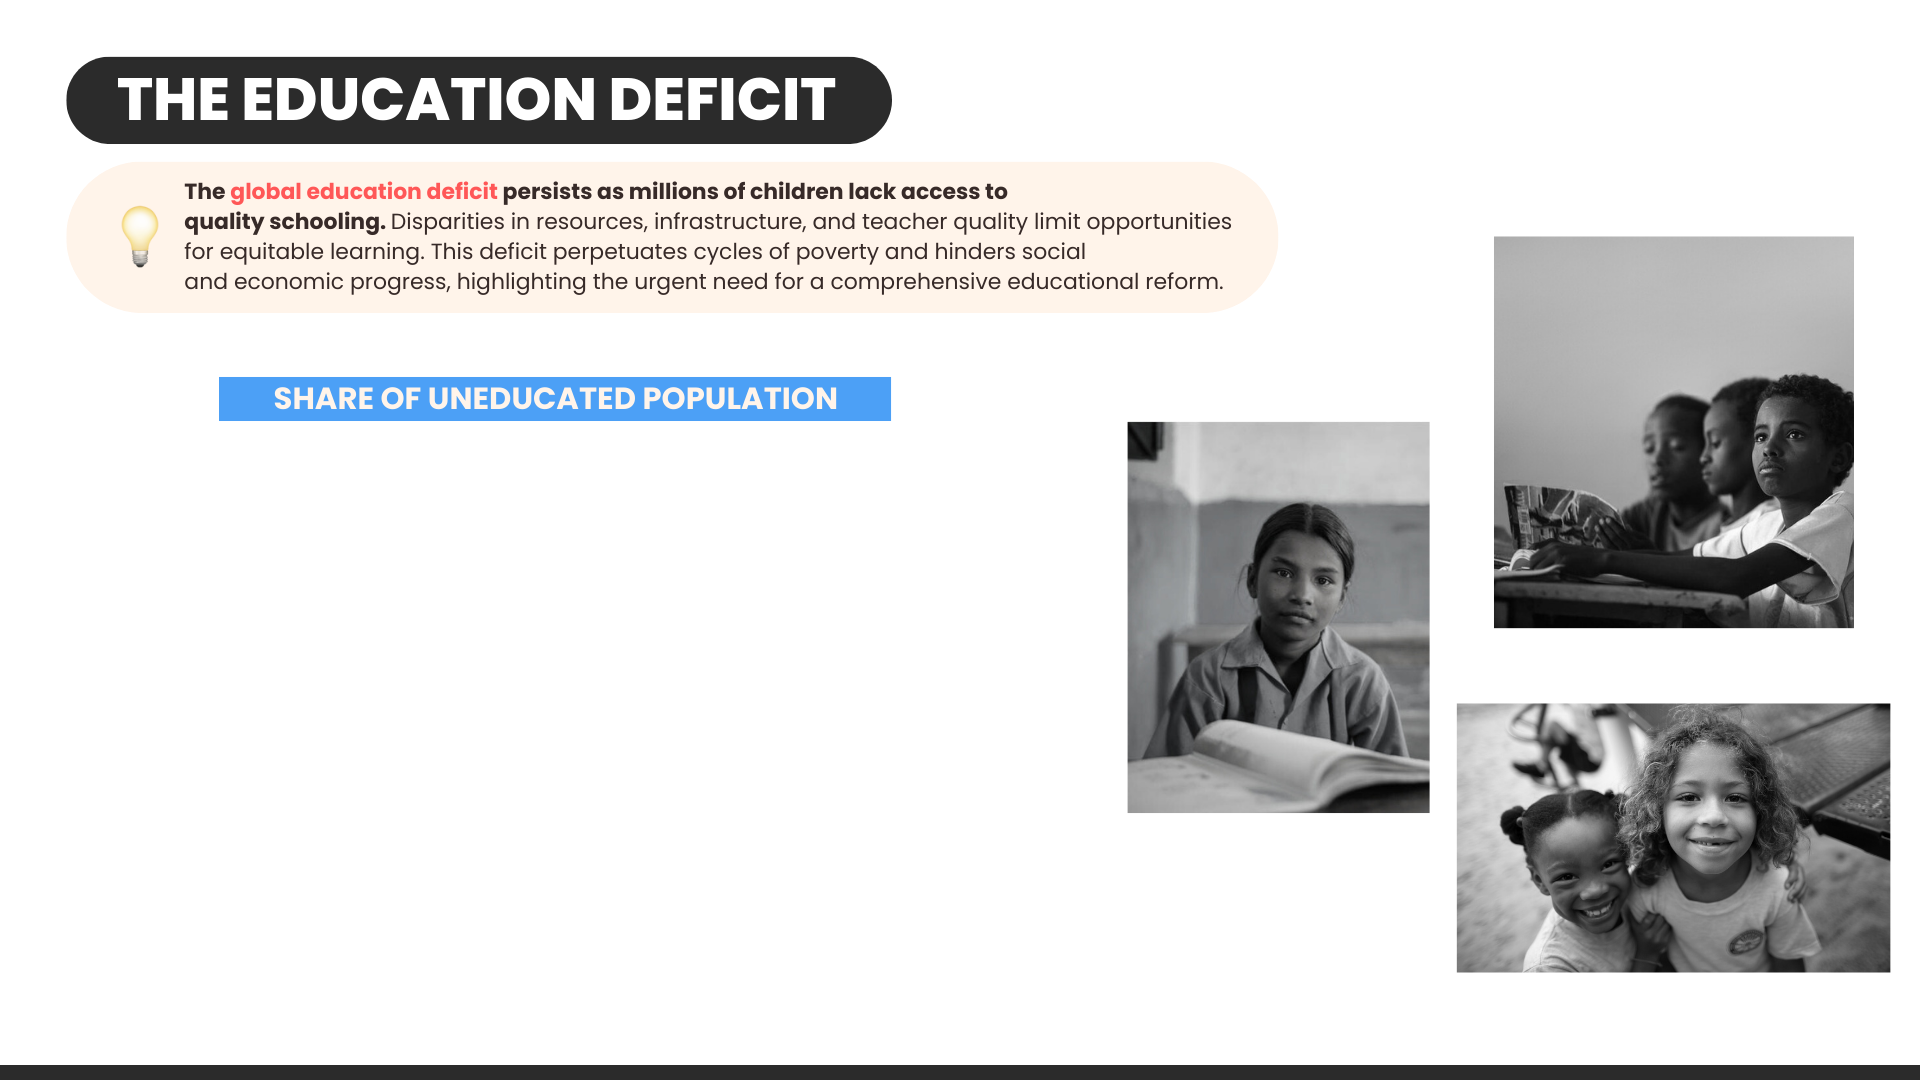 THE EDUCATION DEFICIT
The global education deficit persists as millions of children lack access to
quality schooling. Disparities in resources, infrastructure, and teacher quality limit opportunities
for equitable learning. This deficit perpetuates cycles of poverty and hinders social
and economic progress, highlighting the urgent need for a comprehensive educational reform.
SHARE OF UNEDUCATED POPULATION